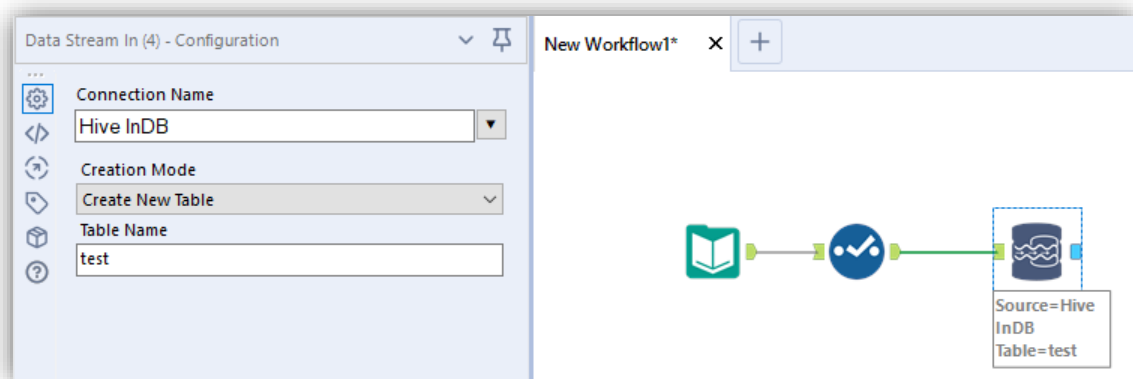 Data Stream In (4) - Configuration
Connection Name
Hive InDB
Creation Mode
Create New Table
Table Name
test
New Workflow1*
Source=Hive
InDB
Table=test